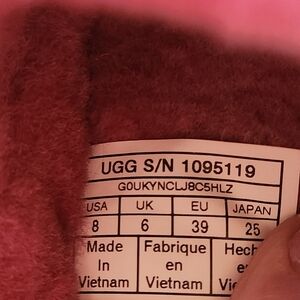 UGG S/N 1095119
G0UKYNCLJ8C5HLZ
USA UK EU JAPAN
8 6 39 25
Made Fabrique
In en
Vietnam Vietnam